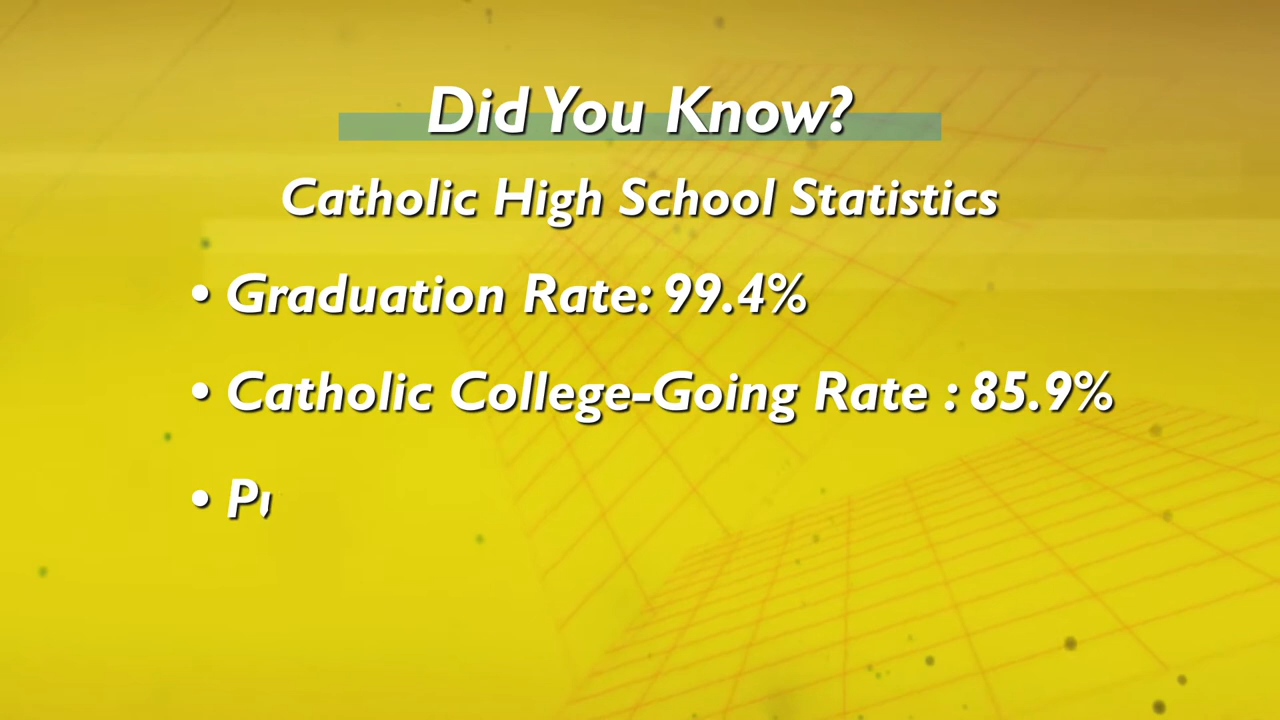 Did You Know?
Catholic High School Statistics
• Graduation Rate: 99.4%
• Catholic College-Going Rate : 85.9%
• P